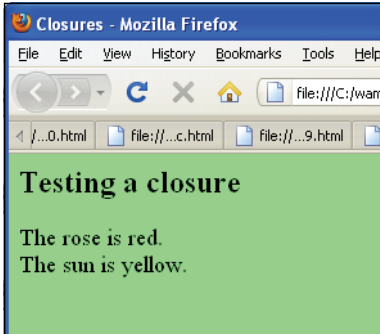 Closures - Mozilla Firefox
File Edit View History Bookmarks Tools Help
file:///C:/wam
/...0.html file://...c.html file://...9.html
Testing a closure
The rose is red.
The sun is yellow.